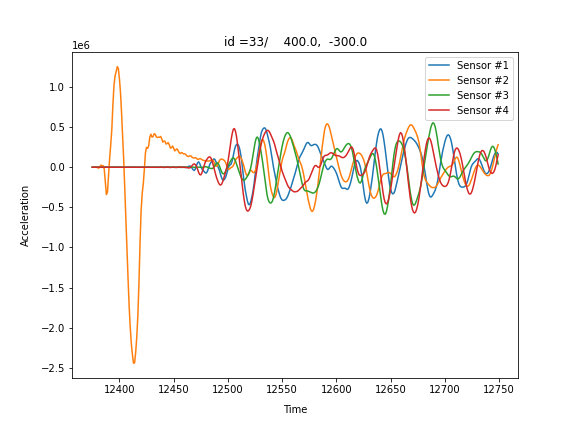 id =33/    400.0,  -300.0
1e6
Sensor #1
Sensor #2
Sensor #3
Sensor #4
1.0
0.5
0.0
−0.5
−1.0
−1.5
−2.0
−2.5
Acceleration
12400 12450 12500 12550 12600 12650 12700 12750
Time